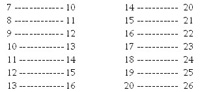 7 ------------- 10
8 ------------- 11
9 ------------- 12
10 ------------ 13
11 ------------ 14
12 ------------ 15
13 ------------ 16
14 ----------- 20
15 ----------- 21
16 ----------- 22
17 ----------- 23
18 ----------- 24
19 ----------- 25
20 ----------- 26